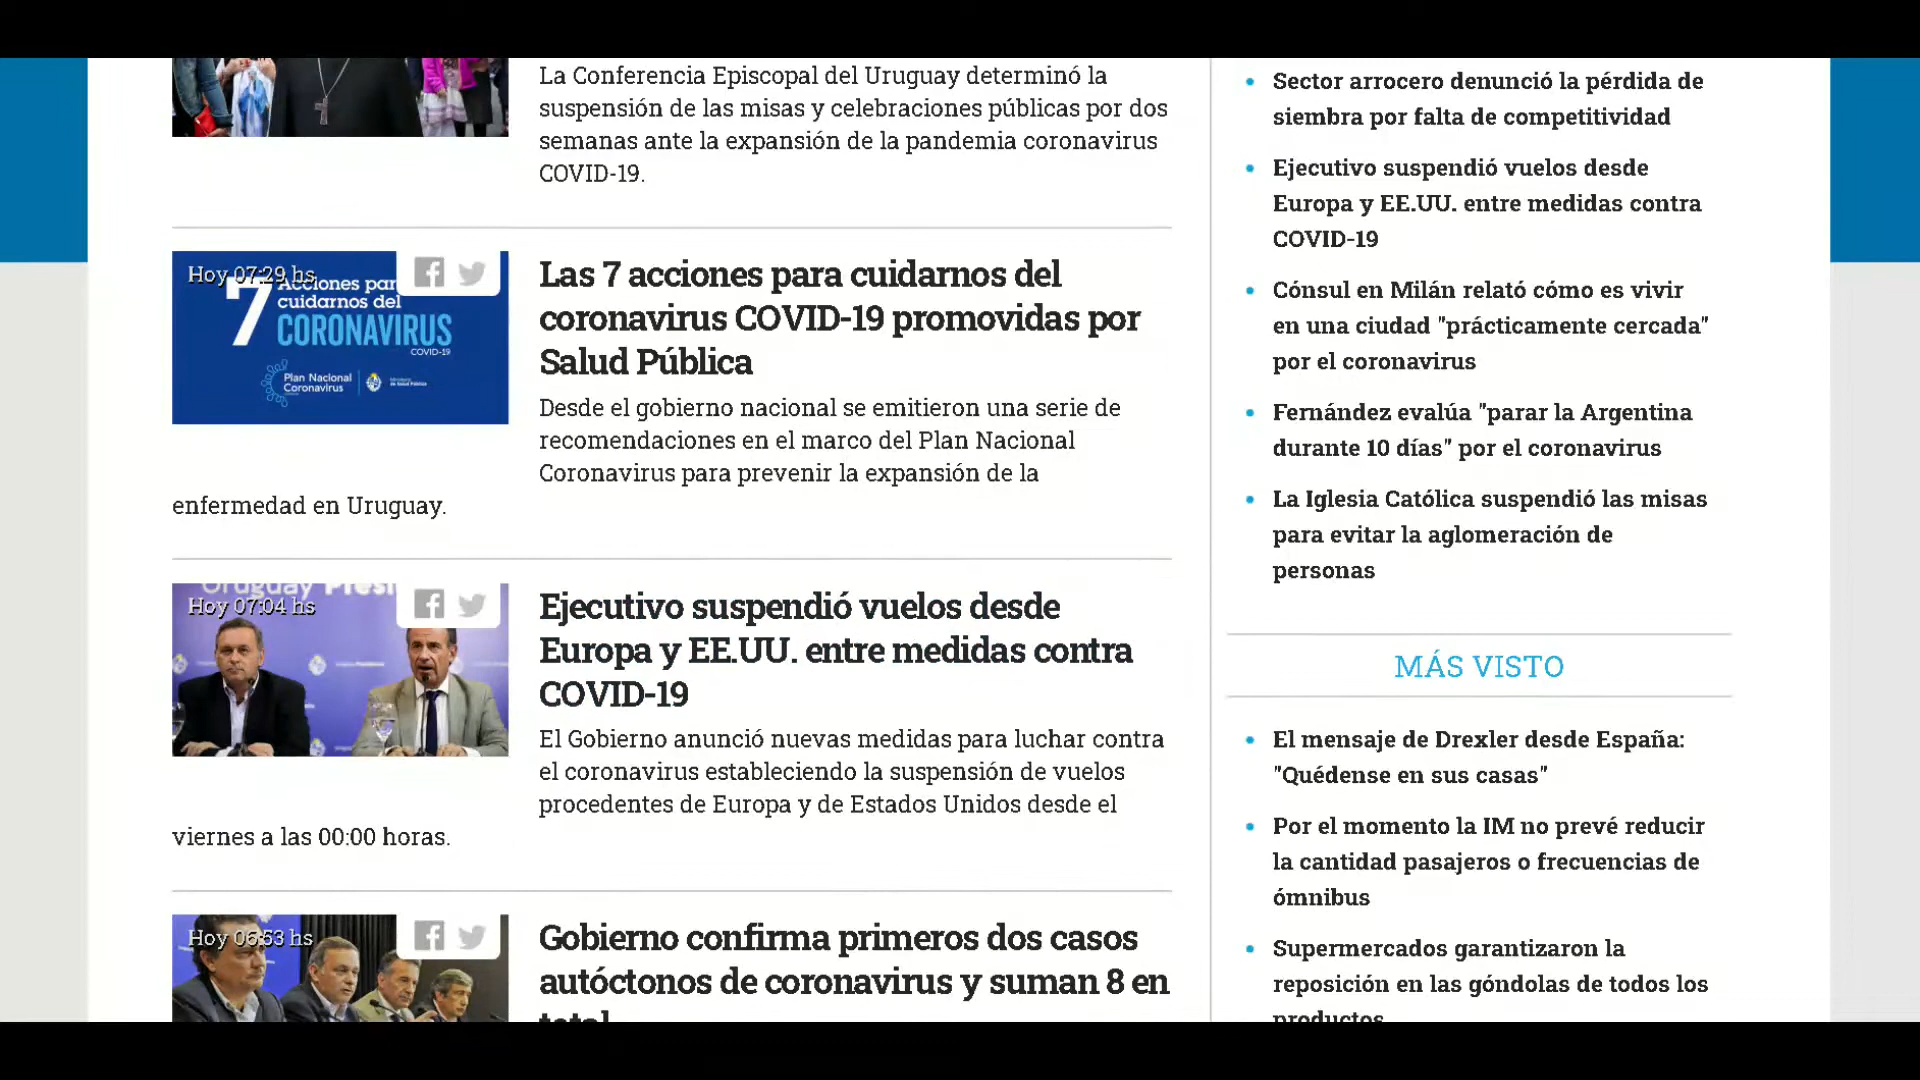 La Conferencia Episcopal del Uruguay determinó la
suspensión de las misas y celebraciones públicas por dos
semanas ante la expansión de la pandemia coronavirus
COVID-19.
Hoy 07:29 hs
7 Acciones par
cuidarnos del
CORONAVIRUS
COVID-19
Plan Nacional
Coronavirus
Las 7 acciones para cuidarnos del
coronavirus COVID-19 promovidas por
Salud Pública
Desde el gobierno nacional se emitieron una serie de
recomendaciones en el marco del Plan Nacional
Coronavirus para prevenir la expansión de la
enfermedad en Uruguay.
Hoy 07:04 hs
Ejecutivo suspendió vuelos desde
Europa y EE.UU. entre medidas contra
COVID-19
El Gobierno anunció nuevas medidas para luchar contra
el coronavirus estableciendo la suspensión de vuelos
procedentes de Europa y de Estados Unidos desde el
viernes a las 00:00 horas.
Hoy 06:53 hs
Gobierno confirma primeros dos casos
autóctonos de coronavirus y suman 8 en
total
Sector arrocero denunció la pérdida de
siembra por falta de competitividad
Ejecutivo suspendió vuelos desde
Europa y EE.UU. entre medidas contra
COVID-19
Cónsul en Milán relató cómo es vivir
en una ciudad "prácticamente cercada"
por el coronavirus
Fernández evalúa "parar la Argentina
durante 10 días" por el coronavirus
La Iglesia Católica suspendió las misas
para evitar la aglomeración de
personas
MÁS VISTO
El mensaje de Drexler desde España:
"Quédense en sus casas"
Por el momento la IM no prevé reducir
la cantidad pasajeros o frecuencias de
ómnibus
Supermercados garantizaron la
reposición en las góndolas de todos los
productos